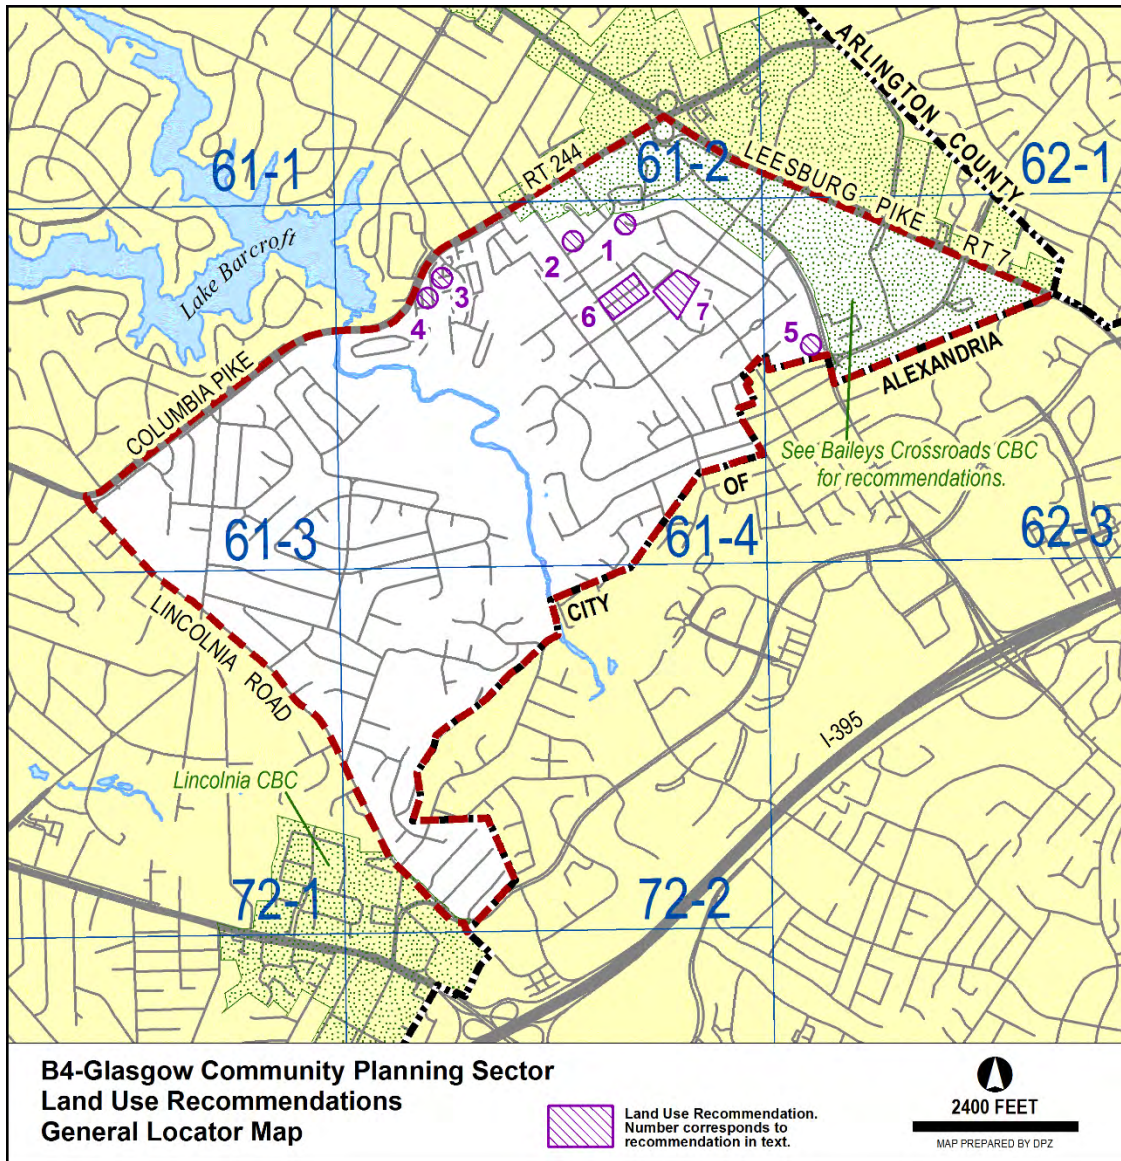 ARLINGTON COUNTY
61-1
RT 244
61-2
LEESBURG PIKE RT 7
62-1
Lake Barcroft
1
2
3
4
6
7
5
COLUMBIA PIKE
ALEXANDRIA
See Baileys Crossroads CBC
for recommendations.
OF
61-3
61-4
62-3
CITY
LINCOLNIA ROAD
I-395
Lincolnia CBC
72-1
72-2
B4-Glasgow Community Planning Sector
Land Use Recommendations
General Locator Map
Land Use Recommendation.
Number corresponds to
recommendation in text.
2400 FEET
MAP PREPARED BY DPZ